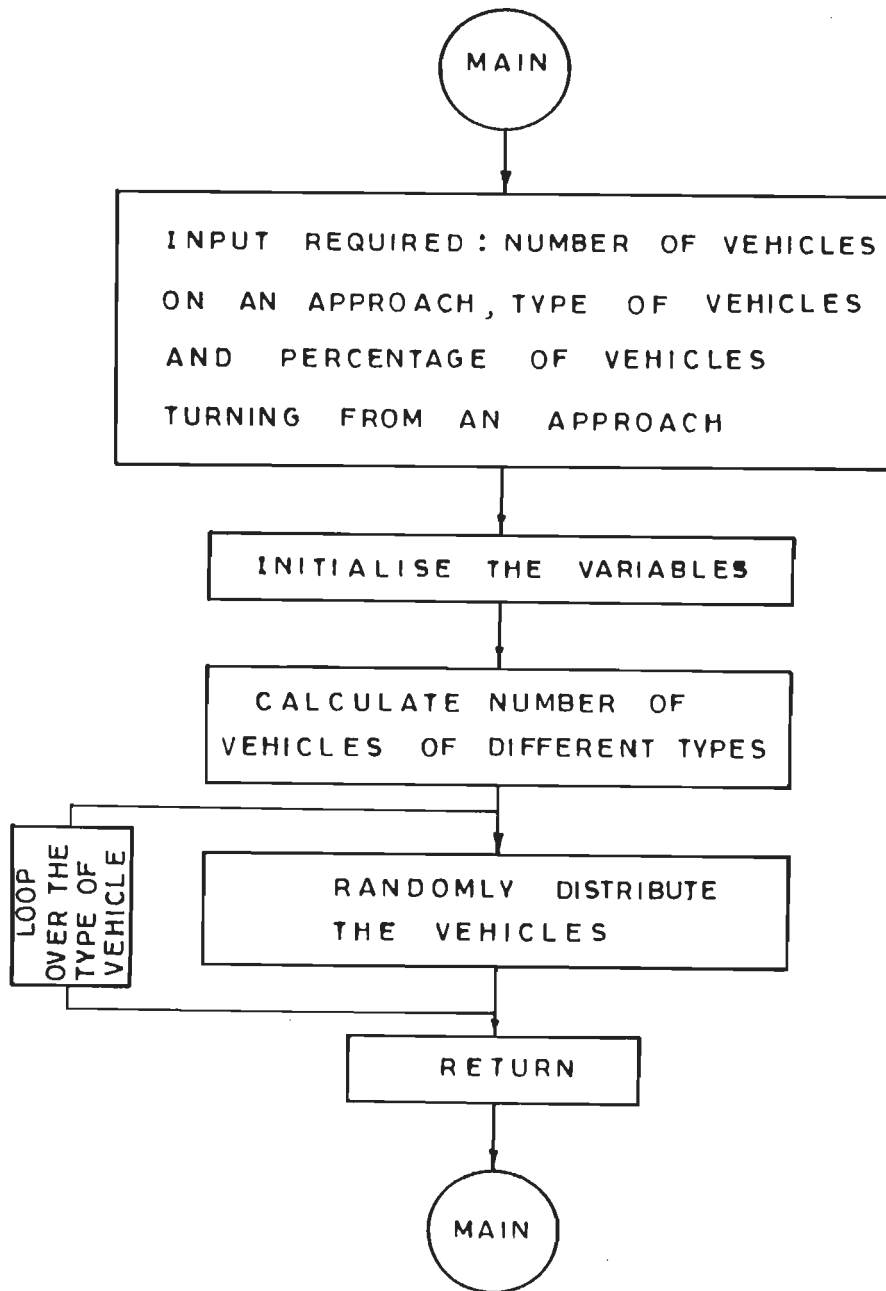 MAIN
INPUT REQUIRED: NUMBER OF VEHICLES
ON AN APPROACH, TYPE OF VEHICLES
AND PERCENTAGE OF VEHICLES
TURNING FROM AN APPROACH
INITIALISE THE VARIABLES
CALCULATE NUMBER OF
VEHICLES OF DIFFERENT TYPES
LOOP
OVER THE
TYPE OF
VEHICLE
RANDOMLY DISTRIBUTE
THE VEHICLES
RETURN
MAIN